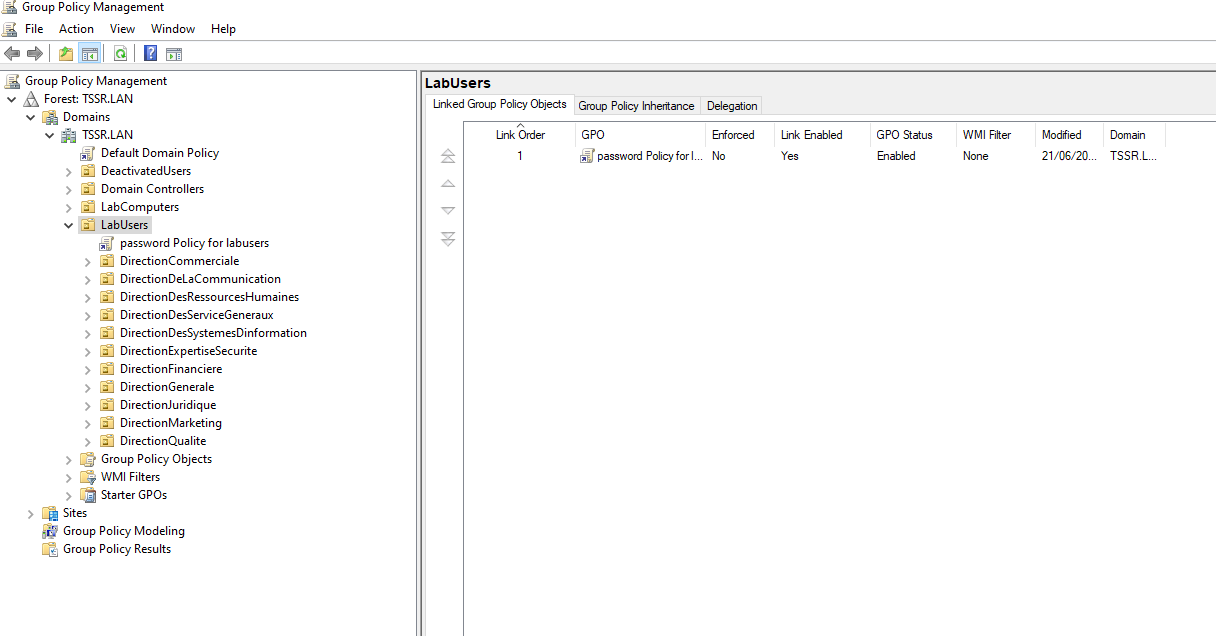 Group Policy Management
File Action View Window Help
Group Policy Management
Forest: TSSR.LAN
Domains
TSSR.LAN
Default Domain Policy
DeactivatedUsers
Domain Controllers
LabComputers
LabUsers
password Policy for labusers
DirectionCommerciale
DirectionDeLaCommunication
DirectionDesRessourcesHumaines
DirectionDesServiceGeneraux
DirectionDesSystemesDinformation
DirectionExpertiseSecurite
DirectionFinanciere
DirectionGenerale
DirectionJuridique
DirectionMarketing
DirectionQualite
Group Policy Objects
WMI Filters
Starter GPOs
Sites
Group Policy Modeling
Group Policy Results
LabUsers
Linked Group Policy Objects Group Policy Inheritance Delegation
Link Order GPO Enforced Link Enabled GPO Status WMI Filter Modified Domain
1 password Policy for l... No Yes Enabled None 21/06/20... TSSR.L...